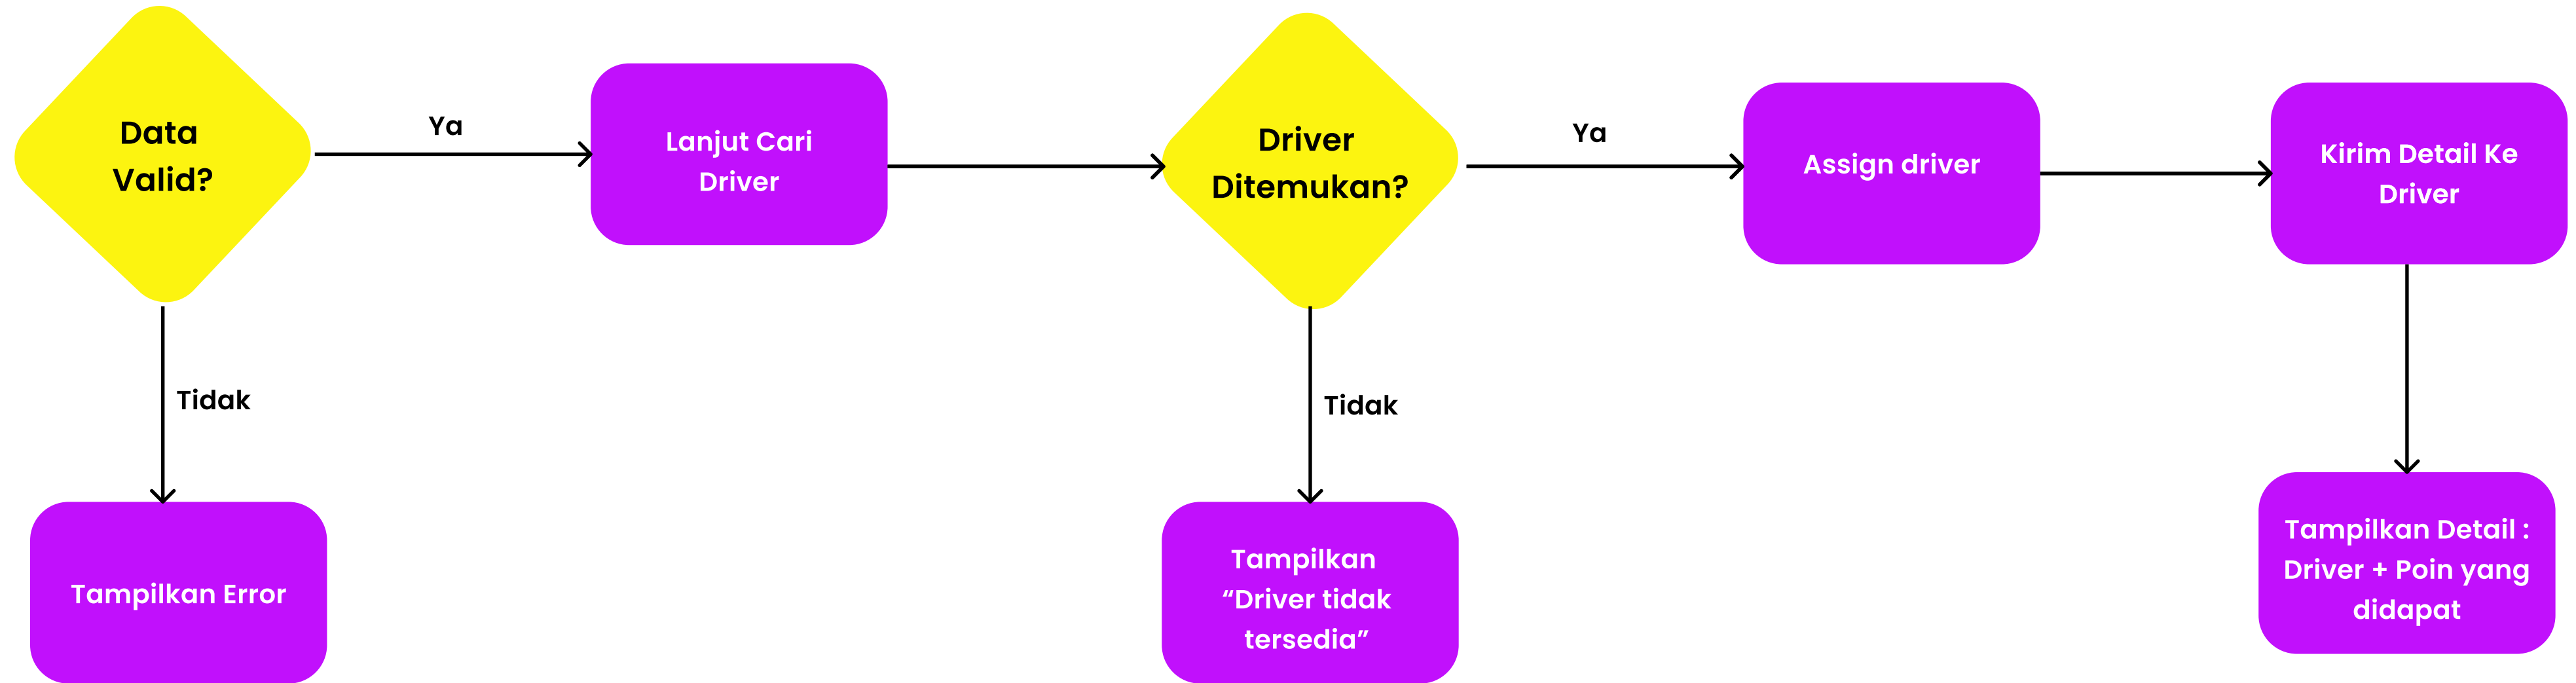 Data
Valid?
Ya
Lanjut Cari
Driver
Driver
Ditemukan?
Ya
Assign driver
Kirim Detail Ke
Driver
Tidak
Tidak
Tampilkan Error
Tampilkan
“Driver tidak
tersedia”
Tampilkan Detail :
Driver + Poin yang
didapat